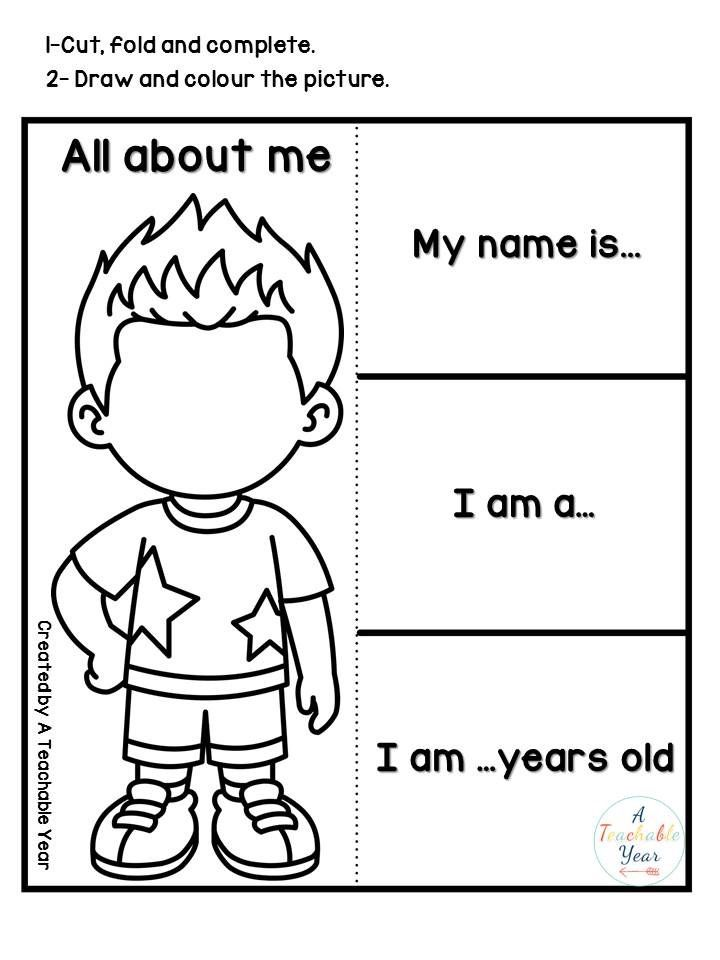 1-Cut, fold and complete.
2- Draw and colour the picture.
All about me
My name is...
I am a...
I am ...years old
Created by A Teachable Year
A
Teachable
Year